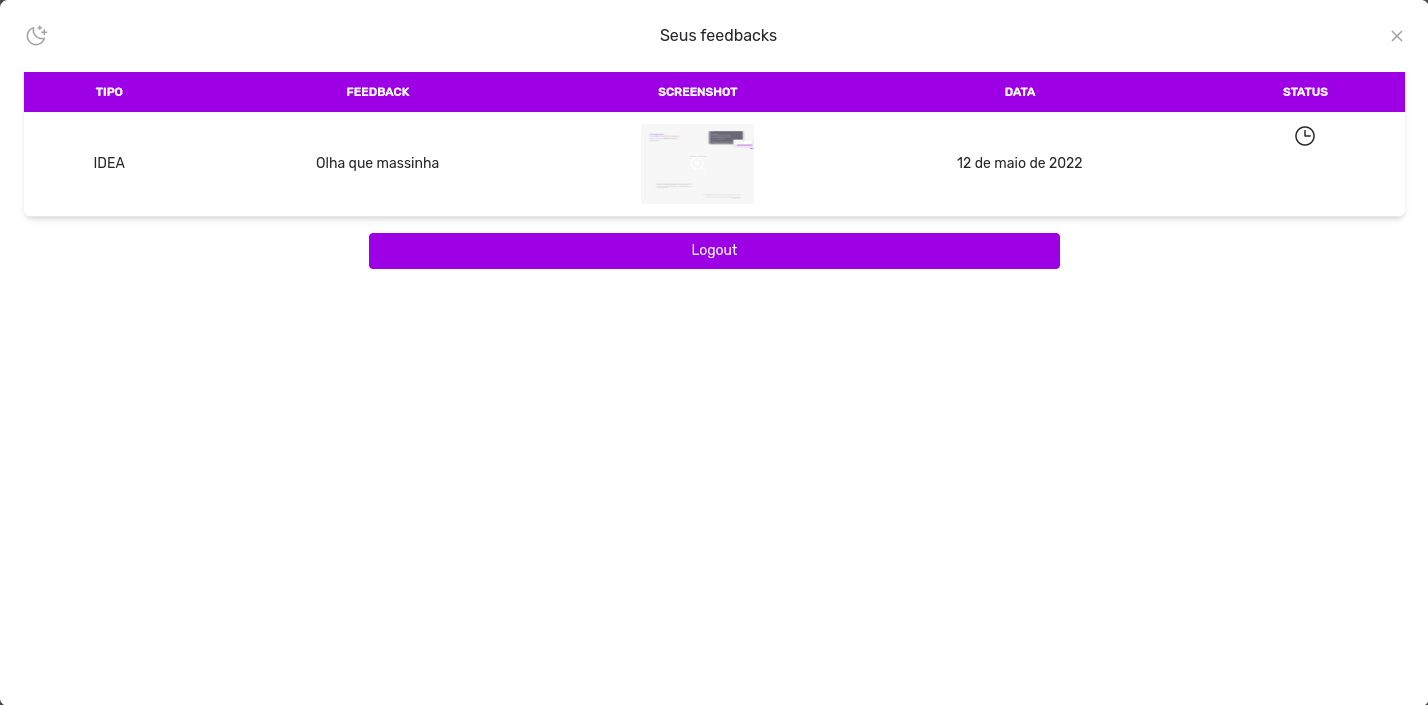 Seus feedbacks
TIPO FEEDBACK SCREENSHOT DATA STATUS
IDEA Olha que massinha 12 de maio de 2022
Logout